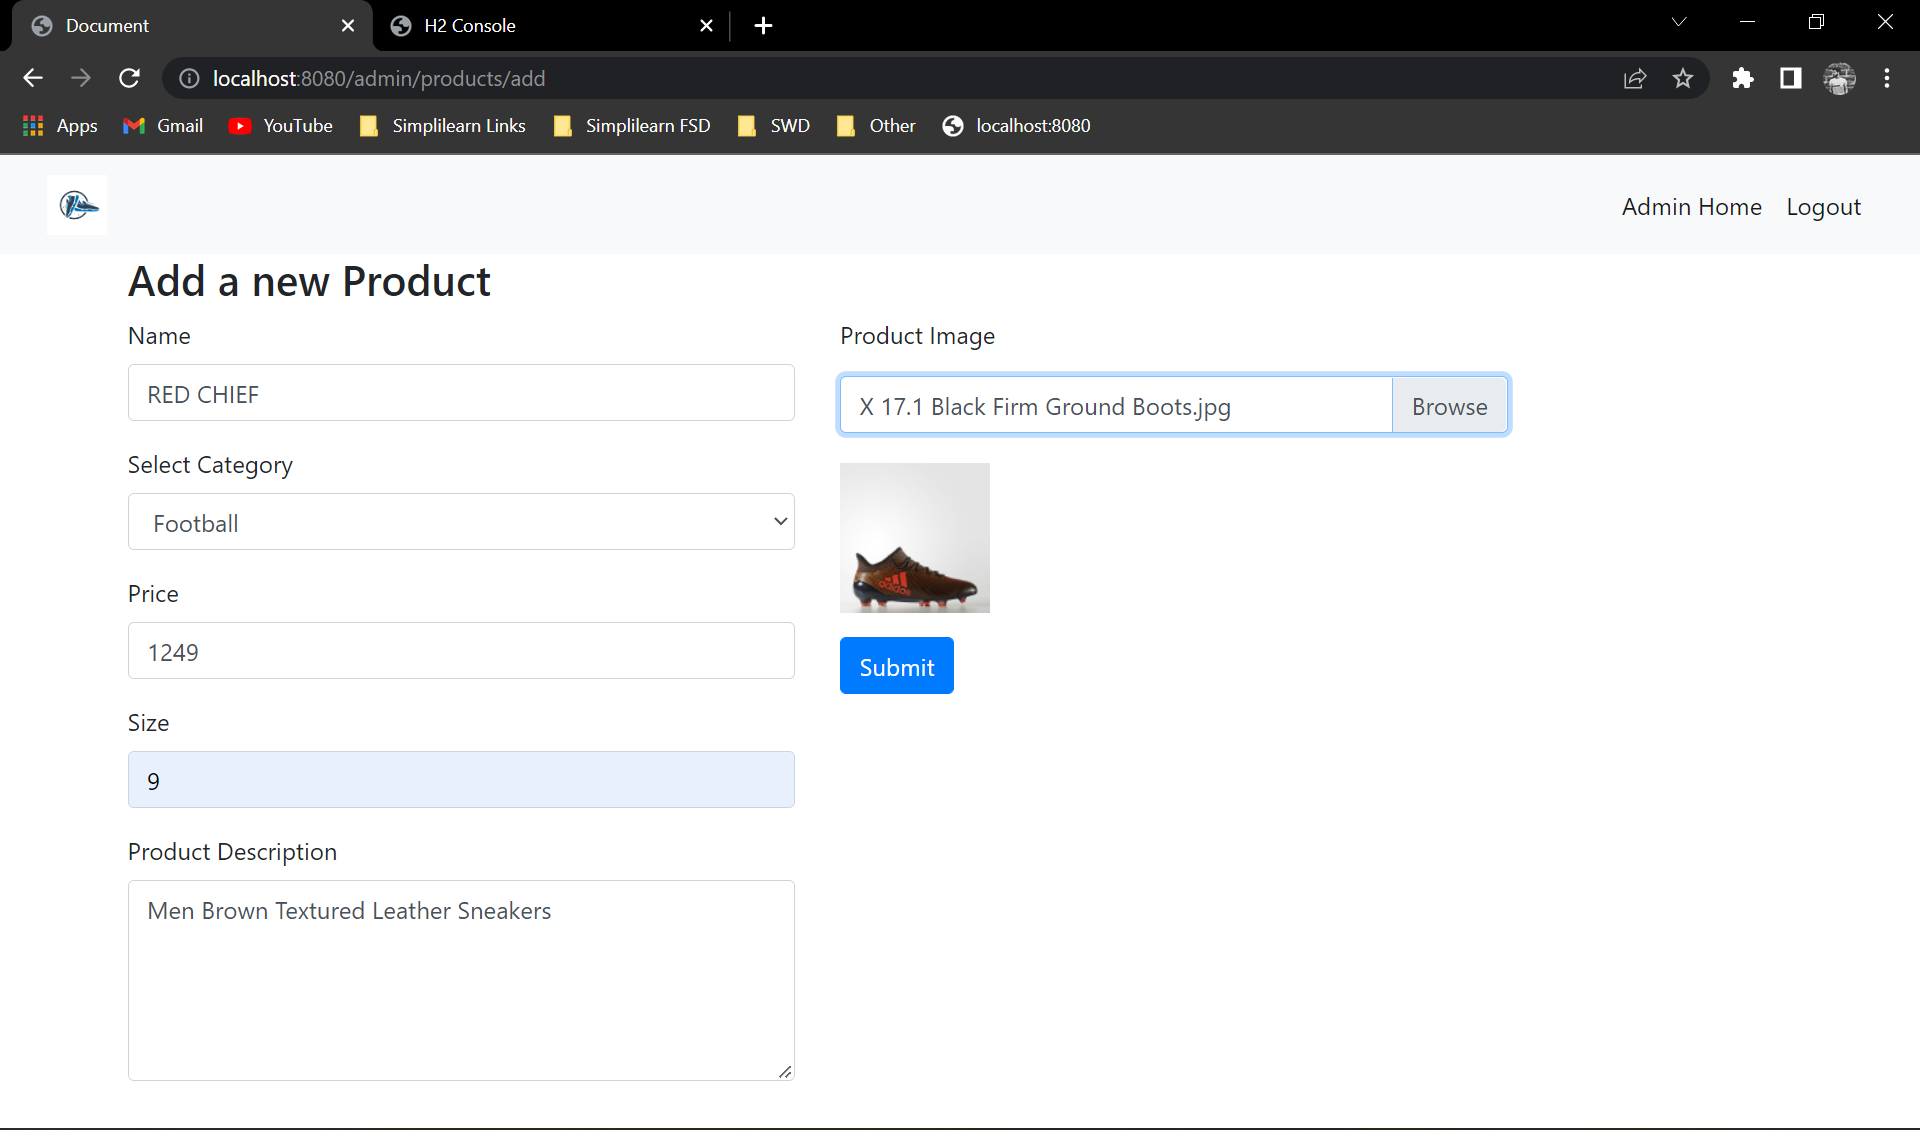 Document
H2 Console
localhost:8080/admin/products/add
Apps
Gmail
YouTube
Simplilearn Links
Simplilearn FSD
SWD
Other
localhost:8080
Admin Home
Logout
Add a new Product
Name
RED CHIEF
Select Category
Football
Price
1249
Size
9
Product Description
Men Brown Textured Leather Sneakers
Product Image
X 17.1 Black Firm Ground Boots.jpg
Browse
adidas
Submit